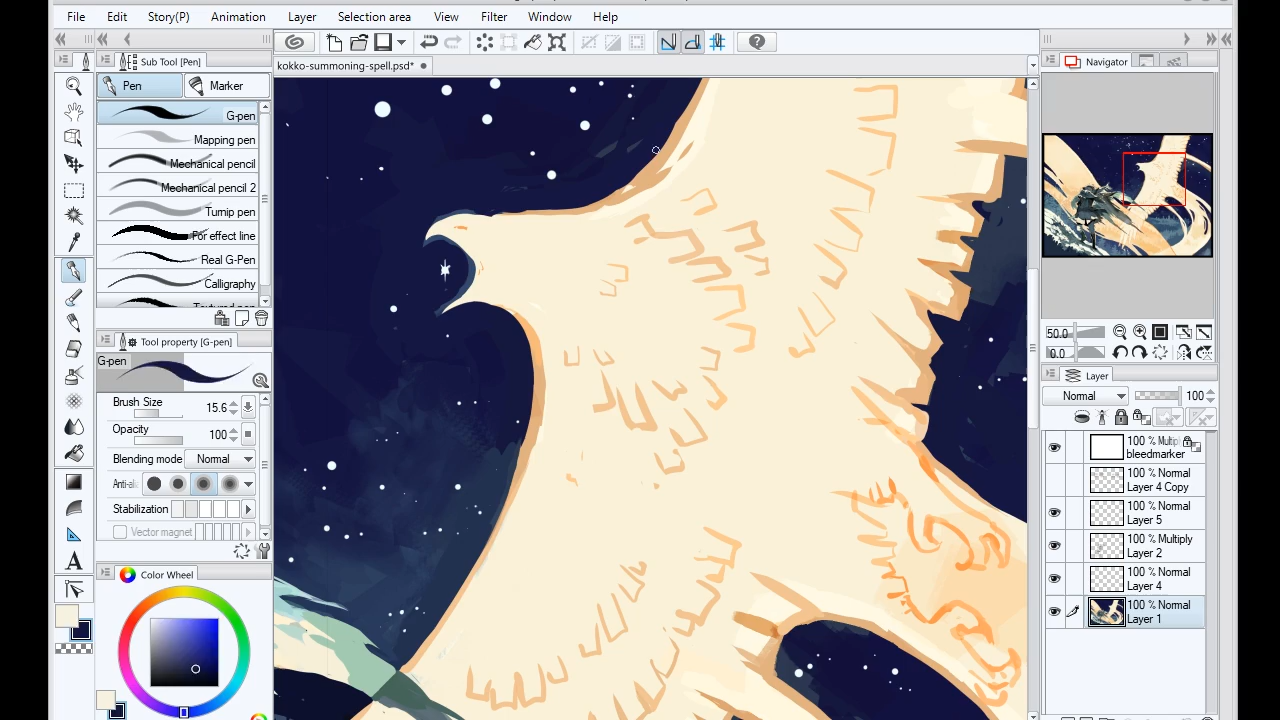 File Edit Story(P) Animation Layer Selection area View Filter Window Help
Sub Tool [Pen]
kokko-summoning-spell.psd*
Navigator
Pen Marker
G-pen
Mapping pen
Mechanical pencil
Mechanical pencil 2
Turnip pen
For effect line
Real G-Pen
Calligraphy
Textured pen
Tool property [G-pen]
G-pen
Brush Size 15.6
Opacity 100
Blending mode Normal
Anti-al
Stabilization
Vector magnet
Color Wheel
50.0
0.0
Layer
Normal 100
100 % Multip
bleedmarker
100 % Normal
Layer 4 Copy
100 % Normal
Layer 5
100 % Multiply
Layer 2
100 % Normal
Layer 4
100 % Normal
Layer 1
A